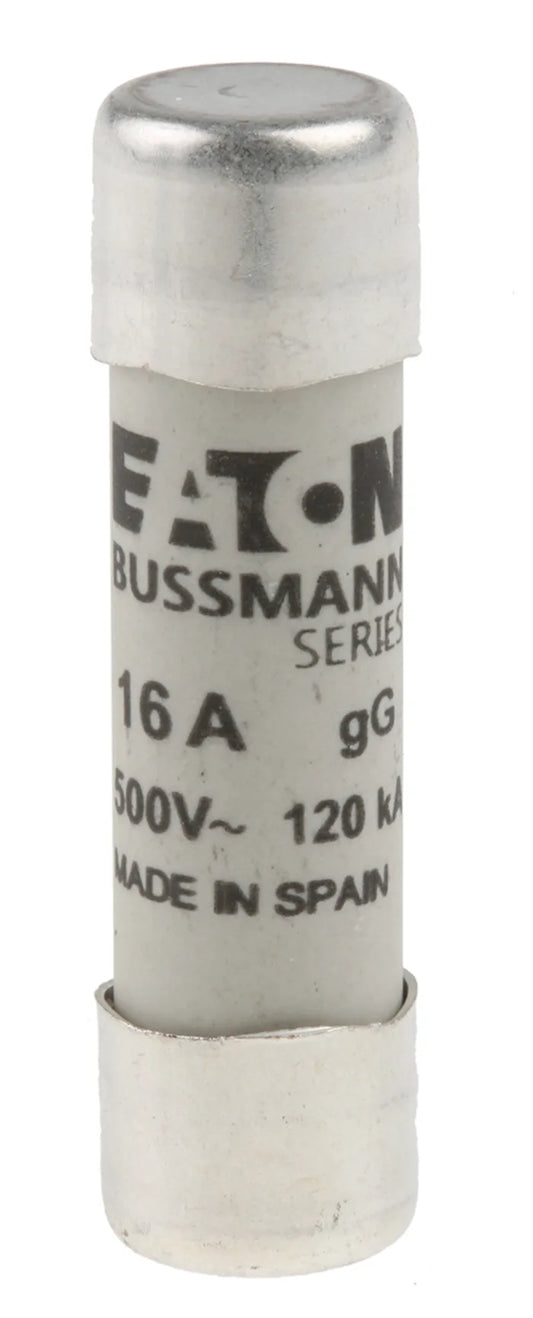 EATON
BUSSMANN
SERIES
16 A gG
500V~ 120 kA
MADE IN SPAIN